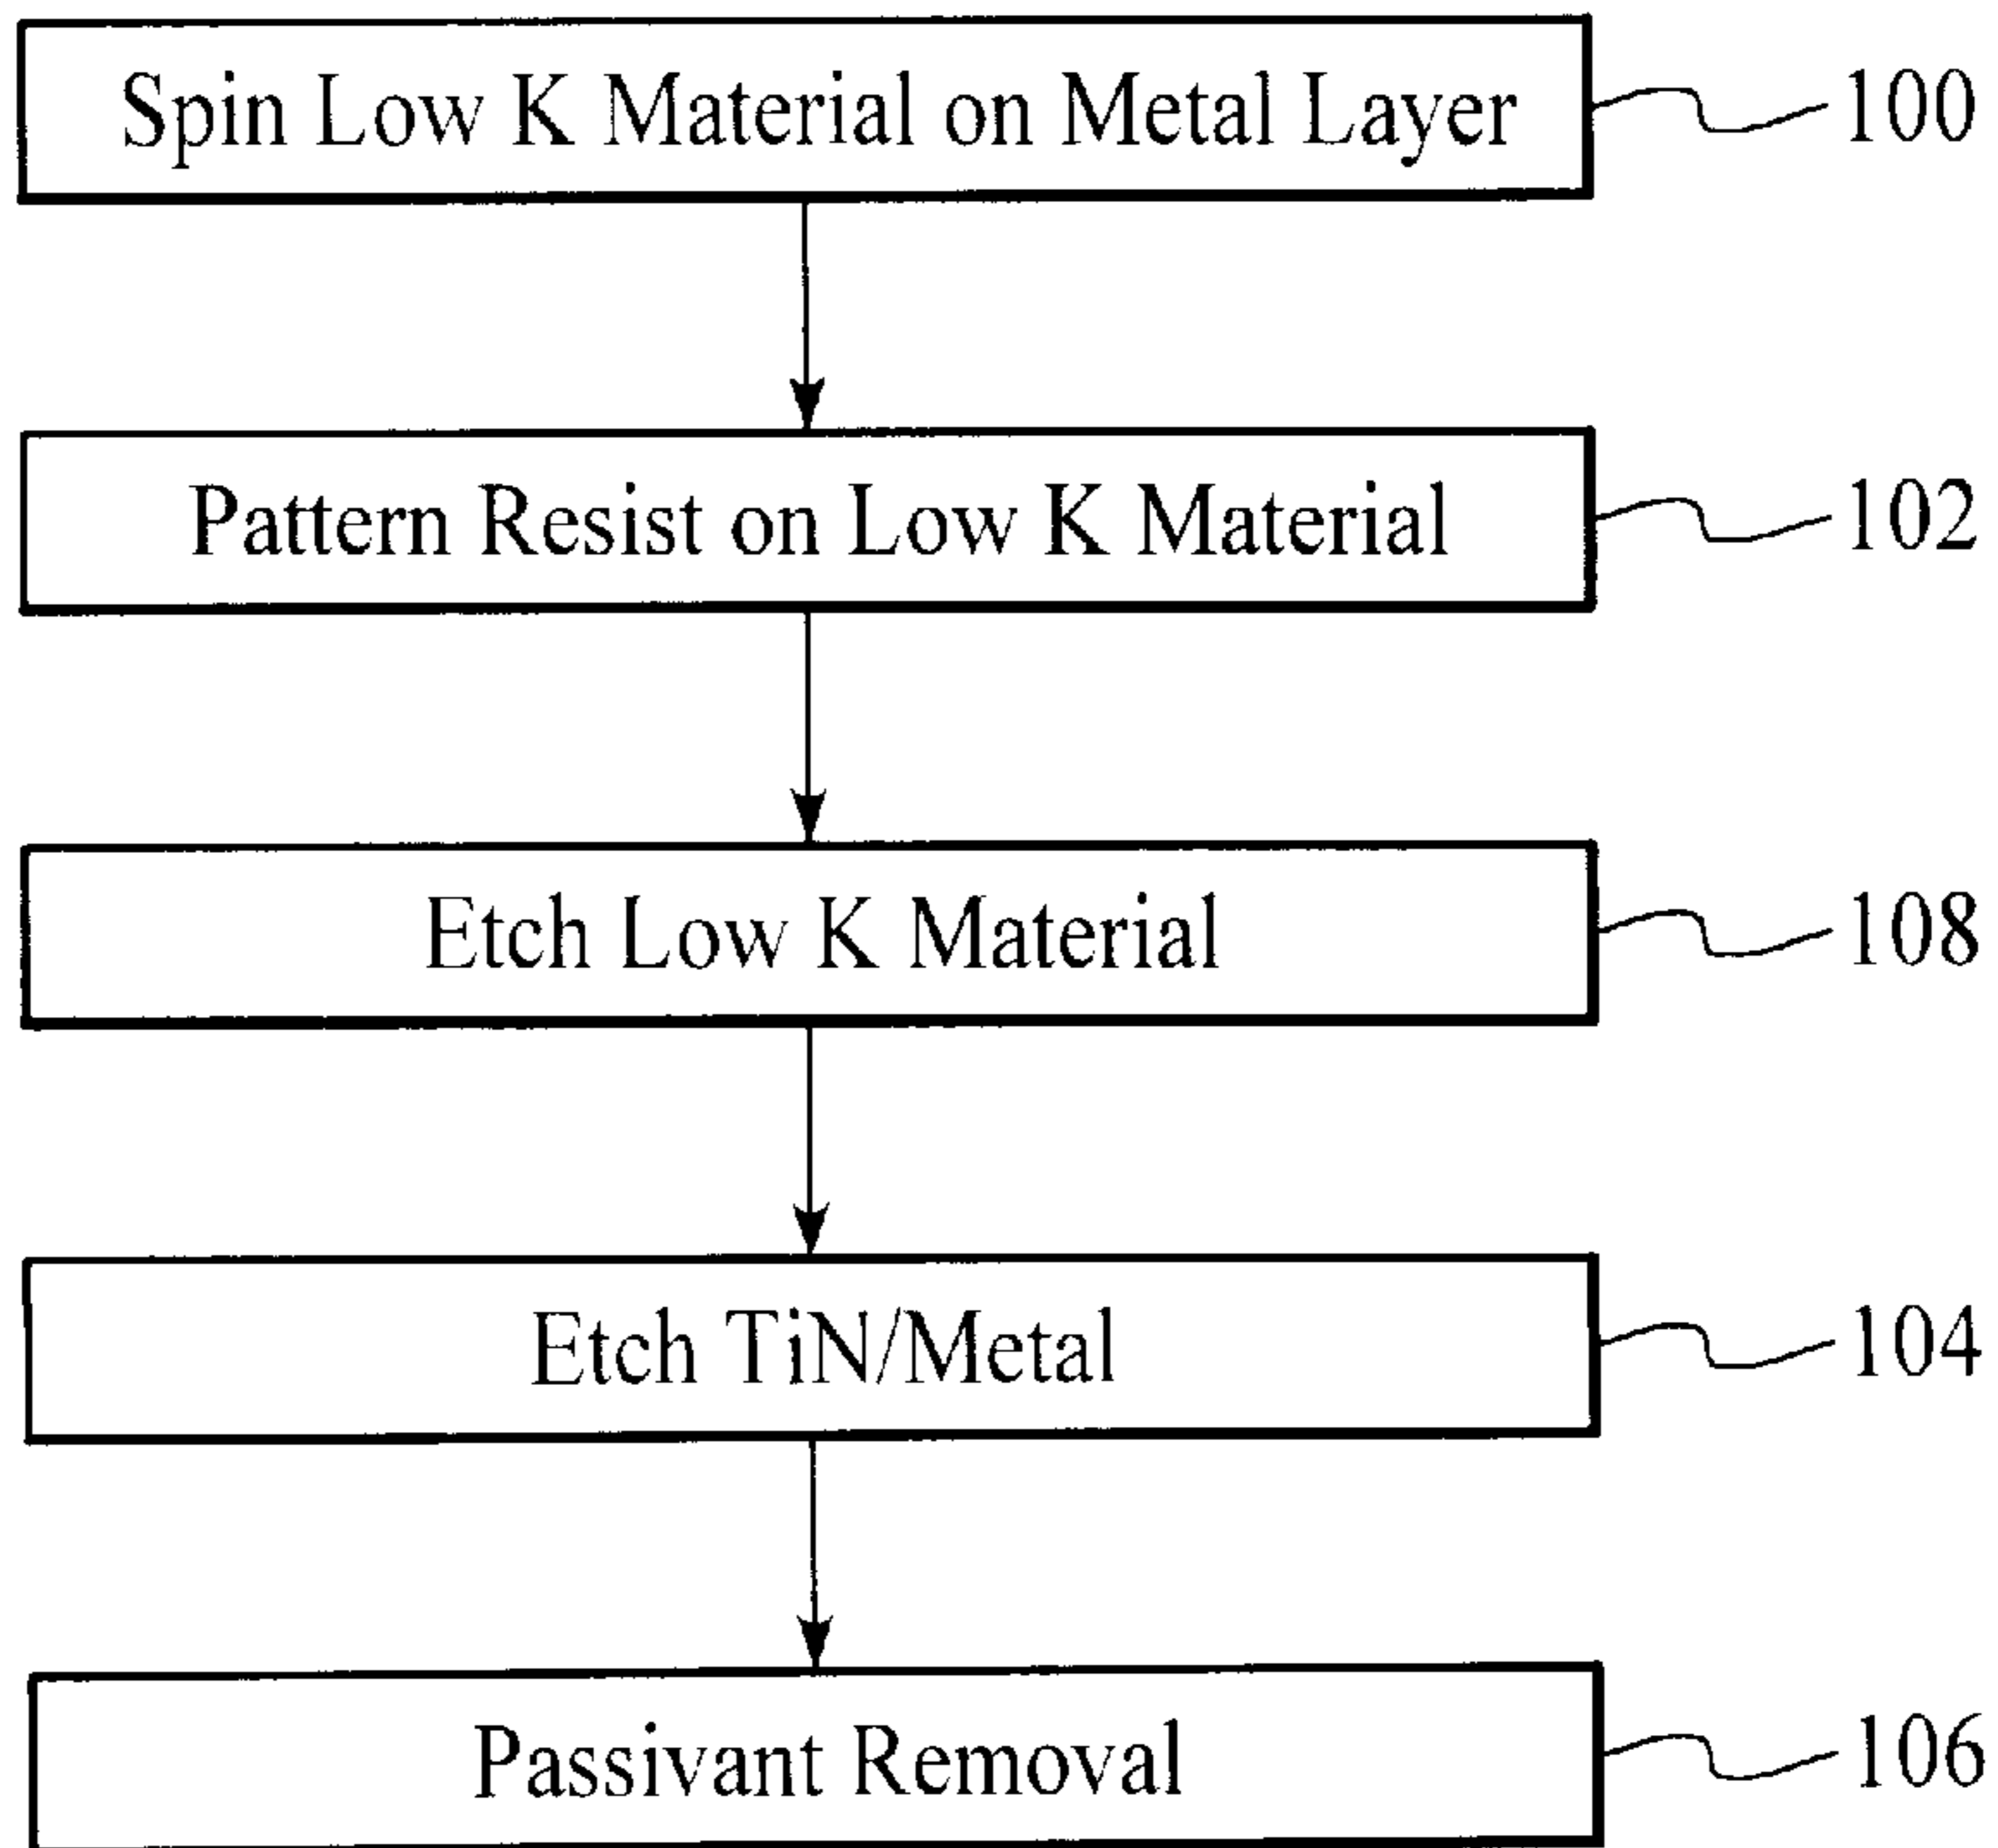 Spin Low K Material on Metal Layer 100
Pattern Resist on Low K Material 102
Etch Low K Material 108
Etch TiN/Metal 104
Passivant Removal 106